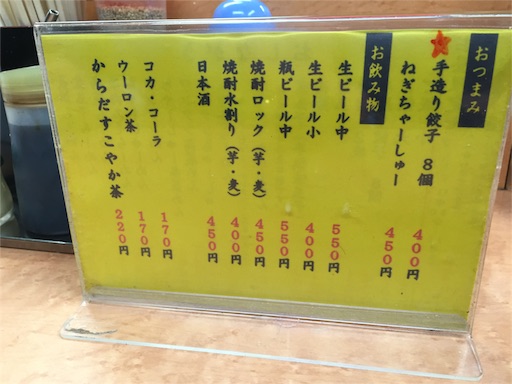 おつまみ
手造り餃子 8個 400円
ねぎちゃーしゅー 450円
お飲み物
生ビール中 550円
生ビール小 400円
瓶ビール中 550円
焼酎ロック(芋・麦) 450円
焼酎水割り(芋・麦) 400円
日本酒 450円
コカ・コーラ 170円
ウーロン茶 170円
からだすこやか茶 220円